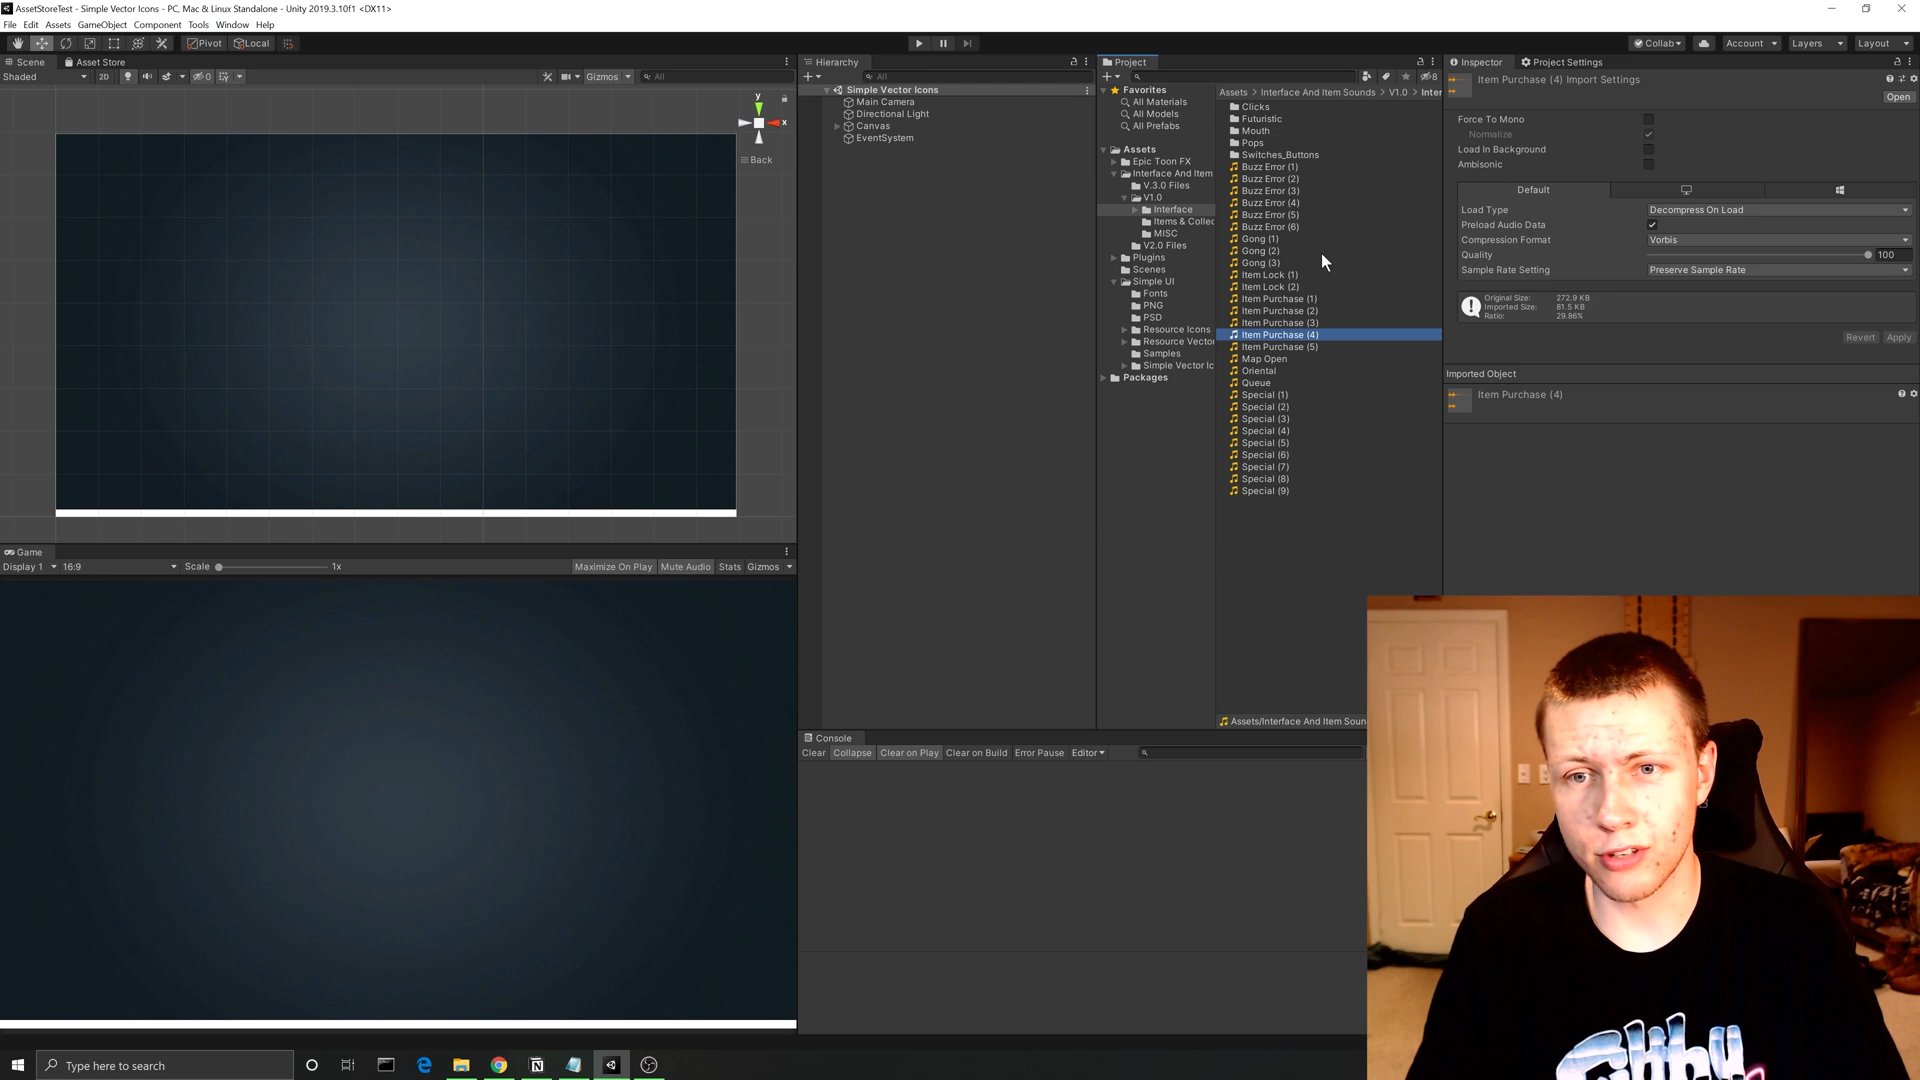 AssetStoreTest - Simple Vector Icons - PC, Mac & Linux Standalone - Unity 2019.3.10f1 <DX11>
File Edit Assets GameObject Component Tools Window Help
Pivot Local
Collab Account Layers Layout
Scene Asset Store
Shaded 2D 0 Gizmos All
y
x
Back
Game
Display 1 16:9 Scale 1x Maximize On Play Mute Audio Stats Gizmos
Hierarchy
All
Simple Vector Icons
Main Camera
Directional Light
Canvas
EventSystem
Project
8
Favorites
All Materials
All Models
All Prefabs
Assets
Epic Toon FX
Interface And Item
V.3.0 Files
V1.0
Interface
Items & Collec
MISC
V2.0 Files
Plugins
Scenes
Simple UI
Fonts
PNG
PSD
Resource Icons
Resource Vector
Samples
Simple Vector Ic
Packages
Assets > Interface And Item Sounds > V1.0 > Inter
Clicks
Futuristic
Mouth
Pops
Switches_Buttons
Buzz Error (1)
Buzz Error (2)
Buzz Error (3)
Buzz Error (4)
Buzz Error (5)
Buzz Error (6)
Gong (1)
Gong (2)
Gong (3)
Item Lock (1)
Item Lock (2)
Item Purchase (1)
Item Purchase (2)
Item Purchase (3)
Item Purchase (4)
Item Purchase (5)
Map Open
Oriental
Queue
Special (1)
Special (2)
Special (3)
Special (4)
Special (5)
Special (6)
Special (7)
Special (8)
Special (9)
Assets/Interface And Item Soun
Inspector Project Settings
Item Purchase (4) Import Settings
Open
Force To Mono
Normalize
Load In Background
Ambisonic
Default
Load Type Decompress On Load
Preload Audio Data
Compression Format Vorbis
Quality 100
Sample Rate Setting Preserve Sample Rate
Original Size: 272.9 KB
Imported Size: 81.5 KB
Ratio: 29.86%
Revert Apply
Imported Object
Item Purchase (4)
Console
Clear Collapse Clear on Play Clear on Build Error Pause Editor
Type here to search